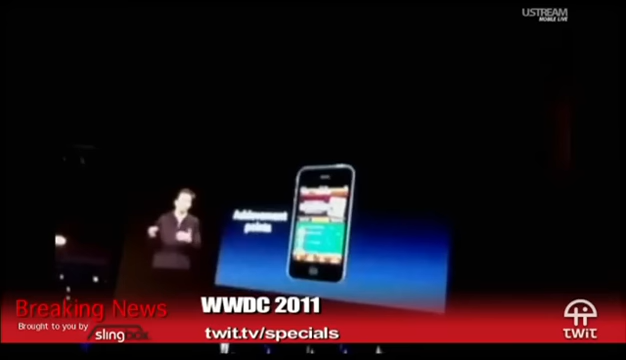 USTREAM
MOBILE LIVE
Achievement
points
Breaking News
WWDC 2011
Brought to you by
sling
twit.tv/specials
TWiT